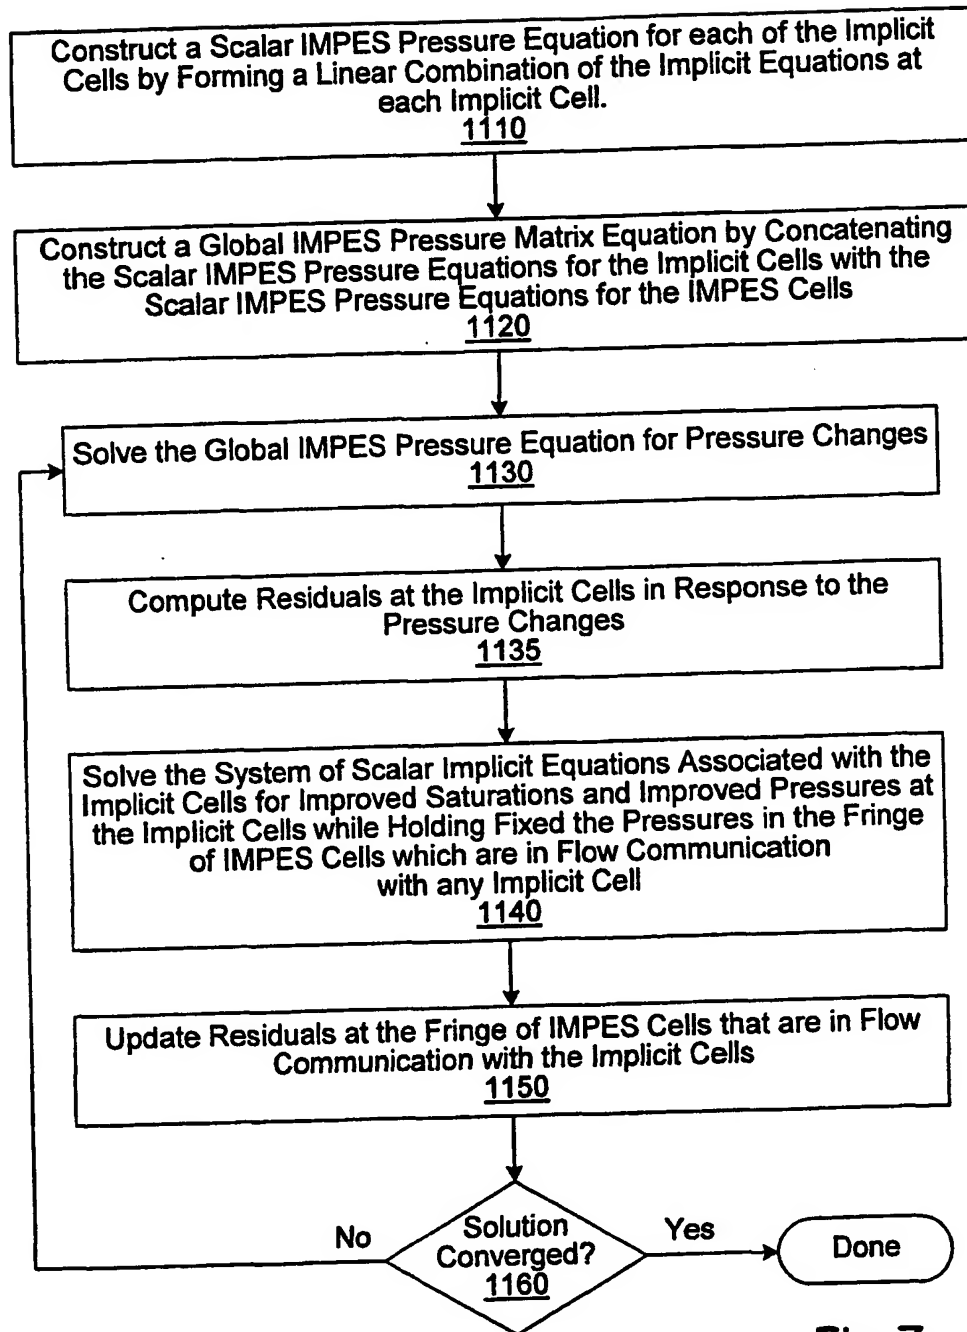 Construct a Scalar IMPES Pressure Equation for each of the Implicit
Cells by Forming a Linear Combination of the Implicit Equations at
each Implicit Cell.
1110
Construct a Global IMPES Pressure Matrix Equation by Concatenating
the Scalar IMPES Pressure Equations for the Implicit Cells with the
Scalar IMPES Pressure Equations for the IMPES Cells
1120
Solve the Global IMPES Pressure Equation for Pressure Changes
1130
Compute Residuals at the Implicit Cells in Response to the
Pressure Changes
1135
Solve the System of Scalar Implicit Equations Associated with the
Implicit Cells for Improved Saturations and Improved Pressures at
the Implicit Cells while Holding Fixed the Pressures in the Fringe
of IMPES Cells which are in Flow Communication
with any Implicit Cell
1140
Update Residuals at the Fringe of IMPES Cells that are in Flow
Communication with the Implicit Cells
1150
No
Solution
Converged?
1160
Yes
Done